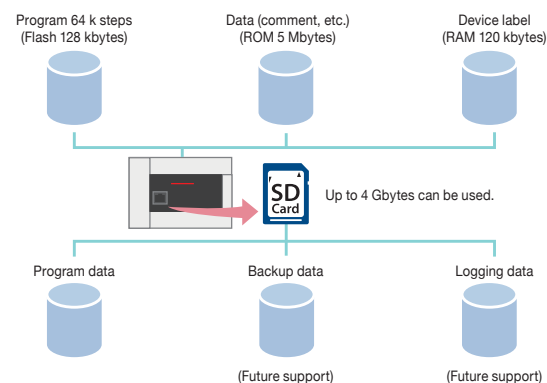 Program 64 k steps
(Flash 128 kbytes)
Data (comment, etc.)
(ROM 5 Mbytes)
Device label
(RAM 120 kbytes)
SD
Card
Up to 4 Gbytes can be used.
Program data
Backup data
Logging data
(Future support)
(Future support)